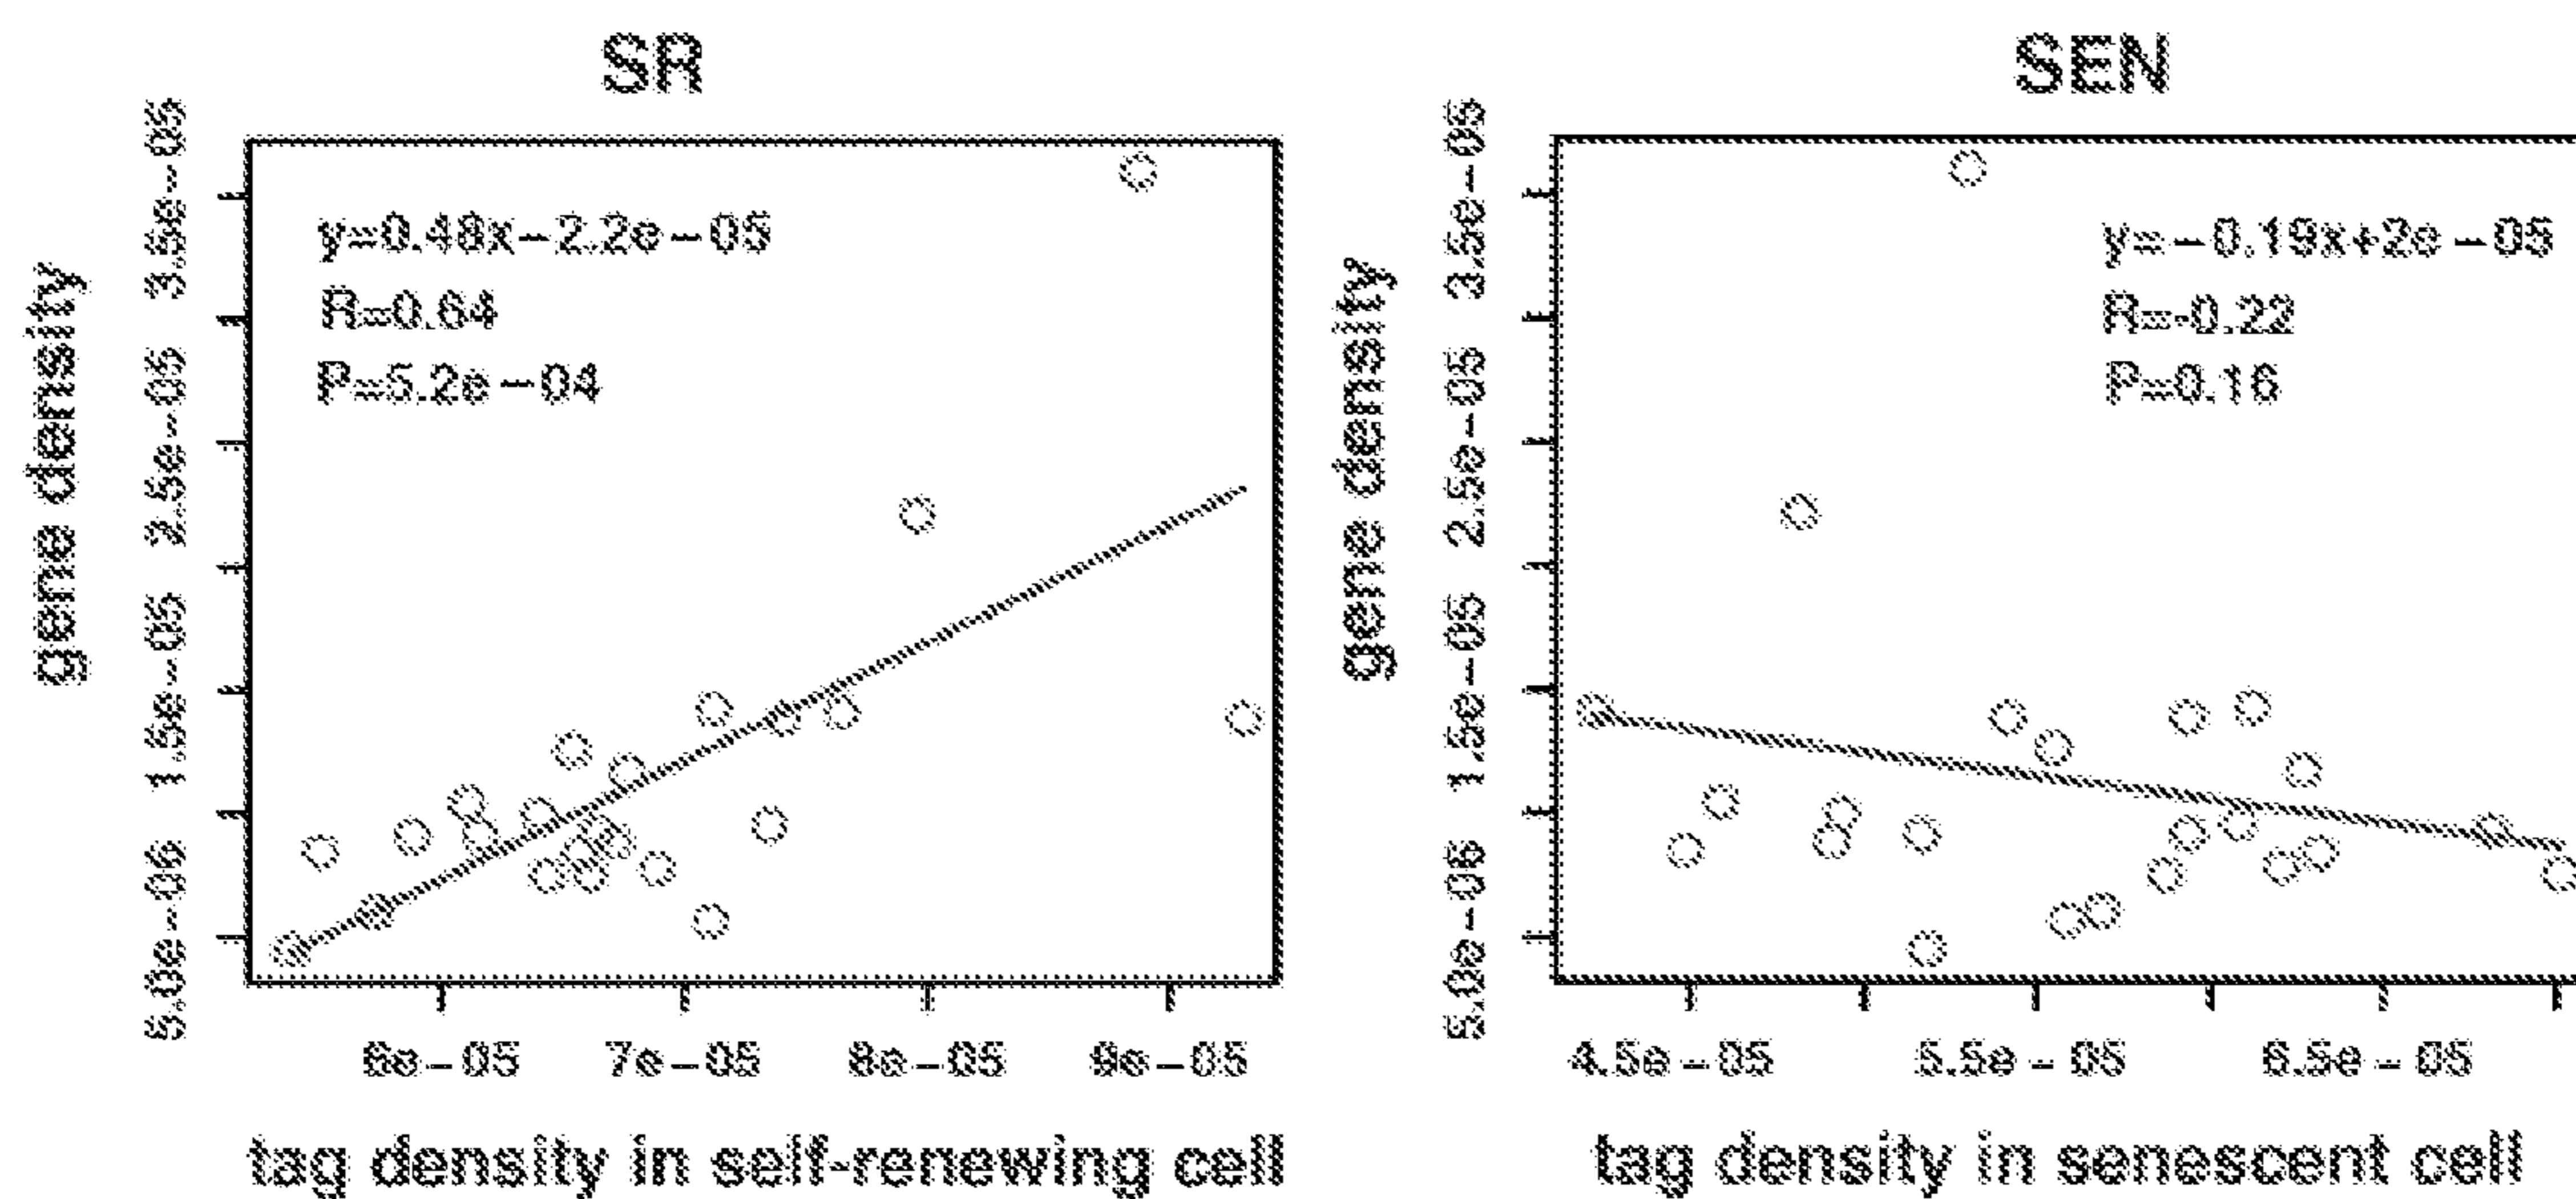 SR
y=0.48x-2.2e-05
R=0.64
P=5.2e-04
gene density
3.5e-05
2.5e-05
1.5e-05
5.0e-06
6e-05 7e-05 8e-05 9e-05
tag density in self-renewing cell
SEN
y=-0.19x+2e-05
R=-0.22
P=0.16
gene density
3.5e-05
2.5e-05
1.5e-05
5.0e-06
4.5e-05 5.5e-05 6.5e-05
tag density in senescent cell